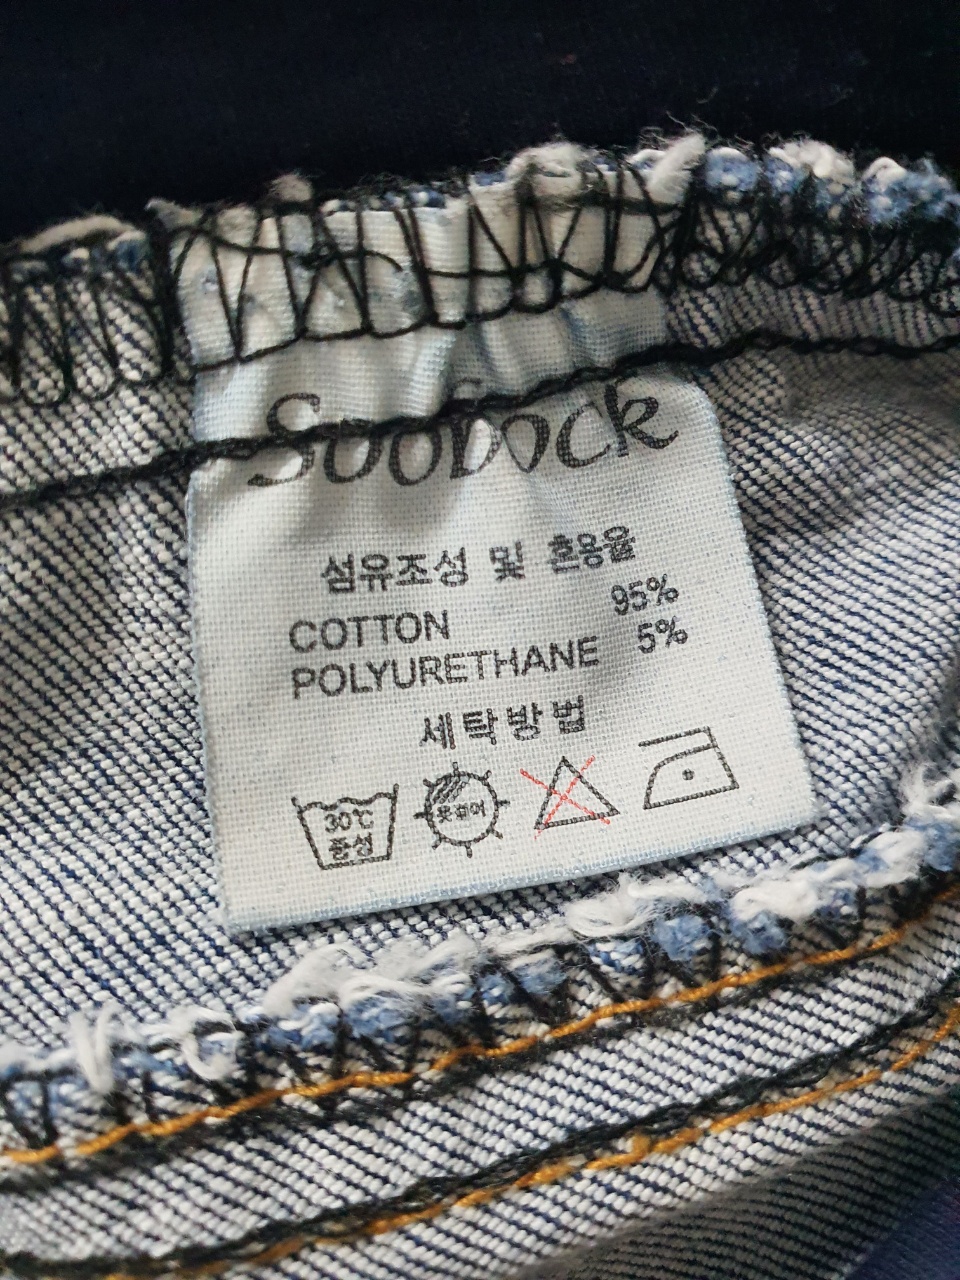 Soobock
섬유조성 및 혼용율
COTTON 95%
POLYURETHANE 5%
세탁방법
30℃
중성
옷걸이